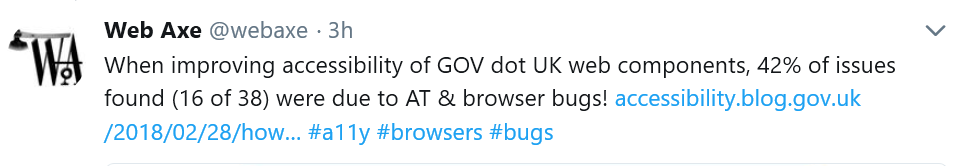 Web Axe @webaxe · 3h
When improving accessibility of GOV dot UK web components, 42% of issues
found (16 of 38) were due to AT & browser bugs! accessibility.blog.gov.uk
/2018/02/28/how… #a11y #browsers #bugs
WA